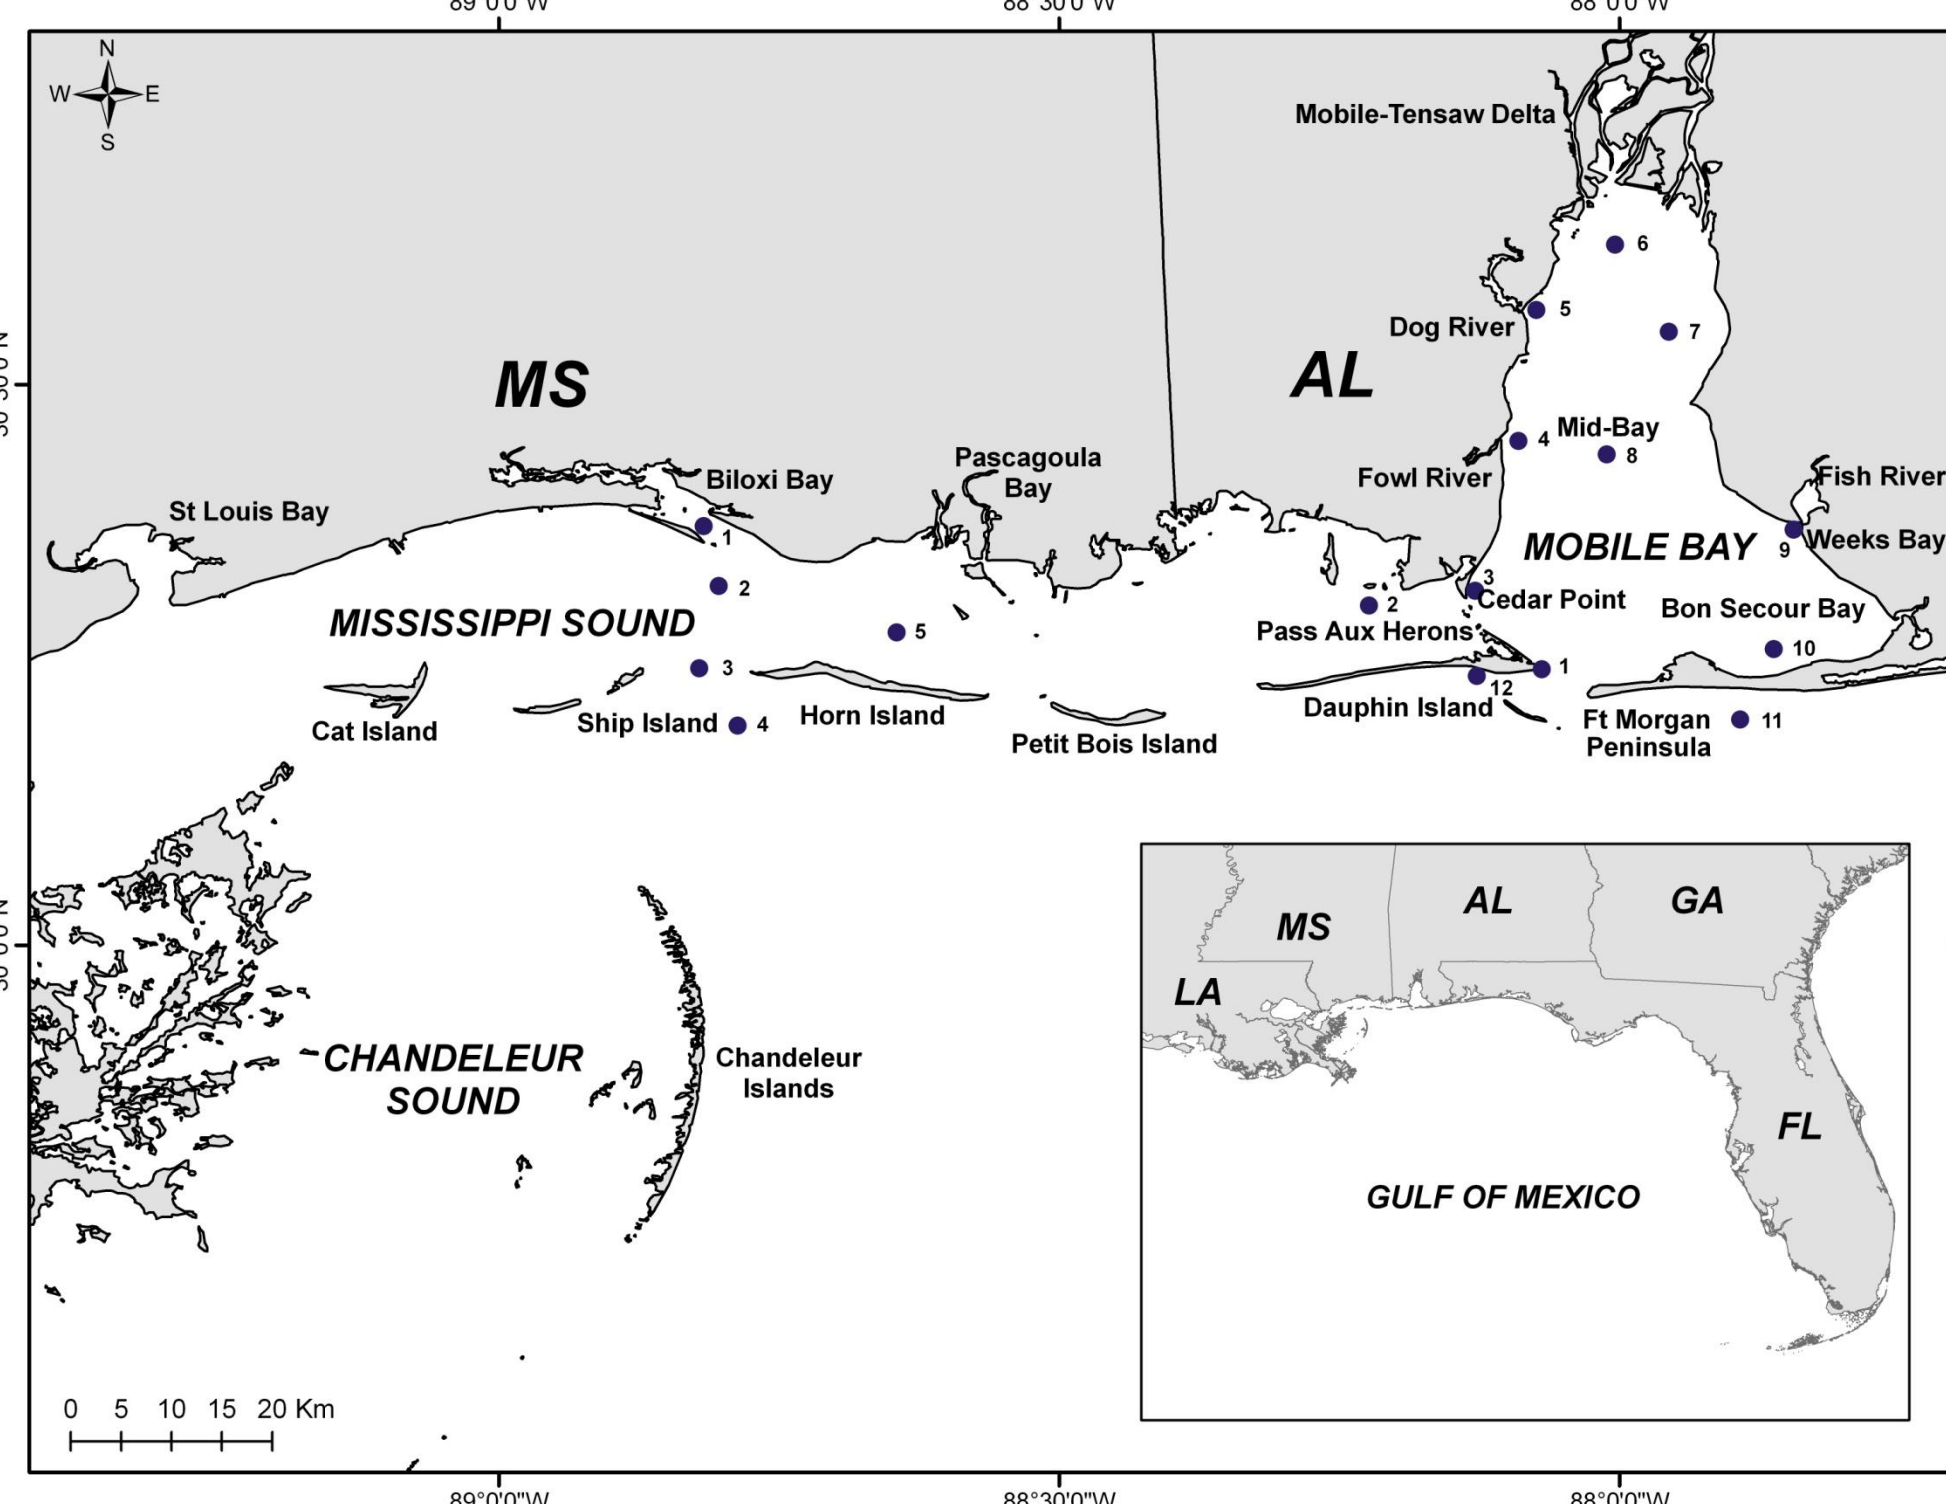 N
W E
S
Mobile-Tensaw Delta
6
5
Dog River
7
MS
AL
4
Mid-Bay
8
Fowl River
Fish River
Pascagoula
Bay
Biloxi Bay
St Louis Bay
1
2
MISSISSIPPI SOUND
3
4
5
MOBILE BAY
9
Weeks Bay
3
Cedar Point
2
Pass Aux Herons
Bon Secour Bay
10
1
12
Dauphin Island
Ft Morgan
Peninsula
11
Cat Island
Ship Island
Horn Island
Petit Bois Island
CHANDELEUR
SOUND
Chandeleur
Islands
MS
AL
GA
LA
FL
GULF OF MEXICO
0 5 10 15 20 Km
89°0'0"W 88°30'0"W 88°0'0"W